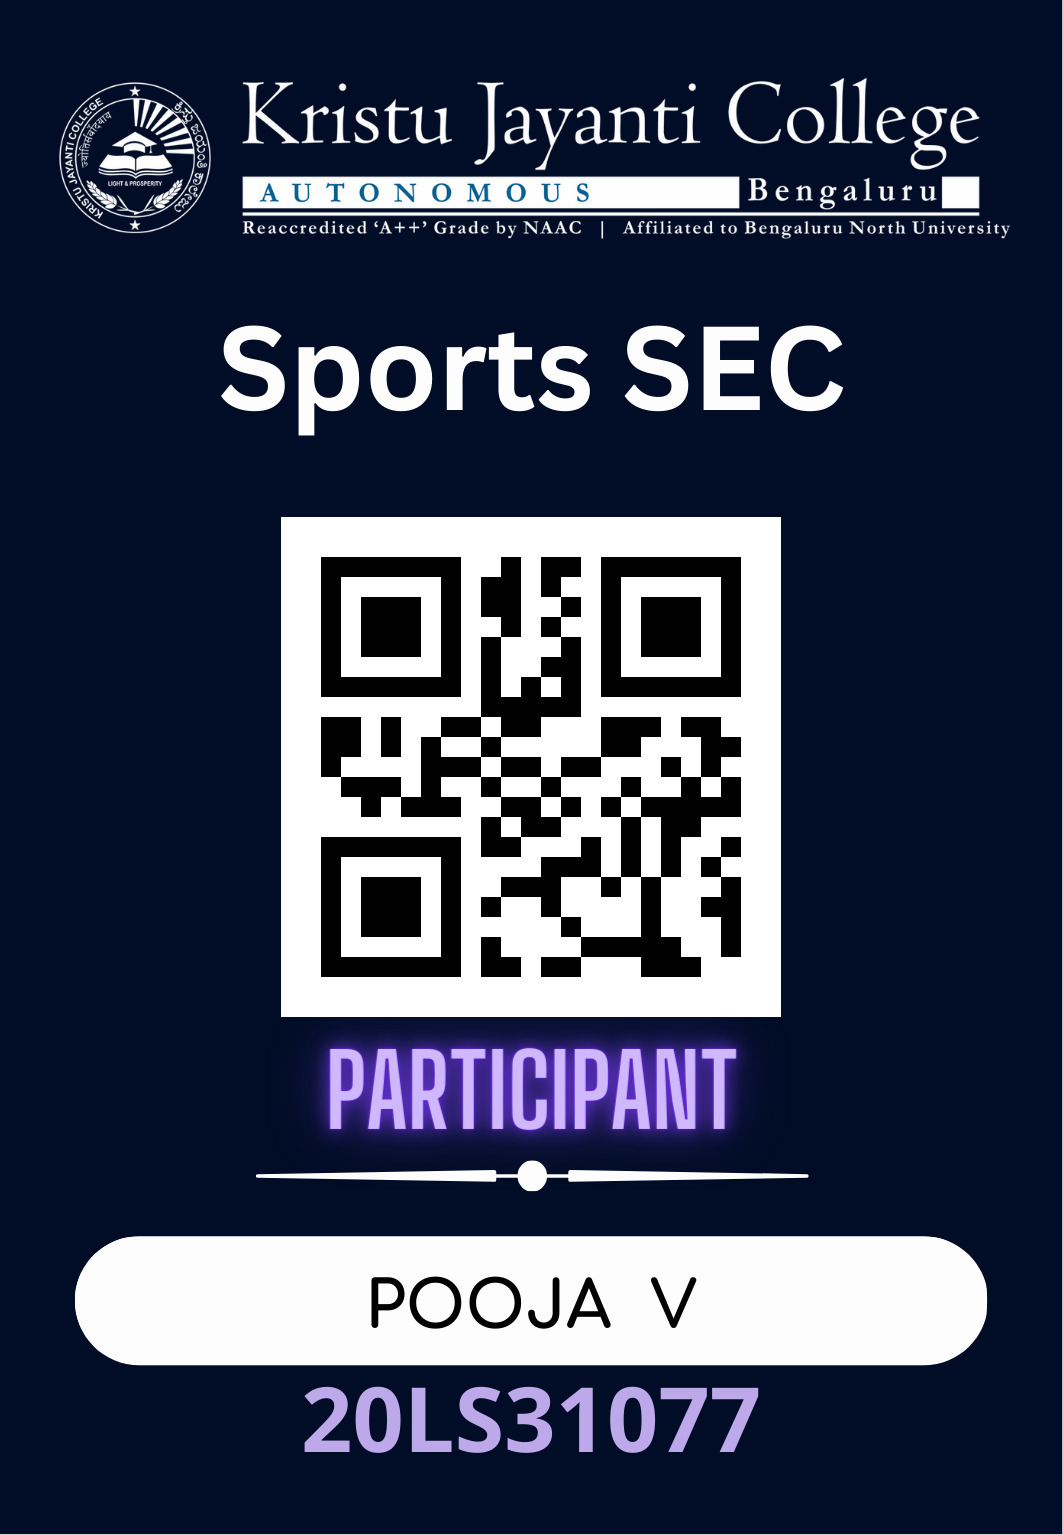 Kristu Jayanti College
AUTONOMOUS Bengaluru
Reaccredited ‘A++’ Grade by NAAC | Affiliated to Bengaluru North University
KRISTU JAYANTI COLLEGE
LIGHT & PROSPERITY
Sports SEC
PARTICIPANT
POOJA V
20LS31077